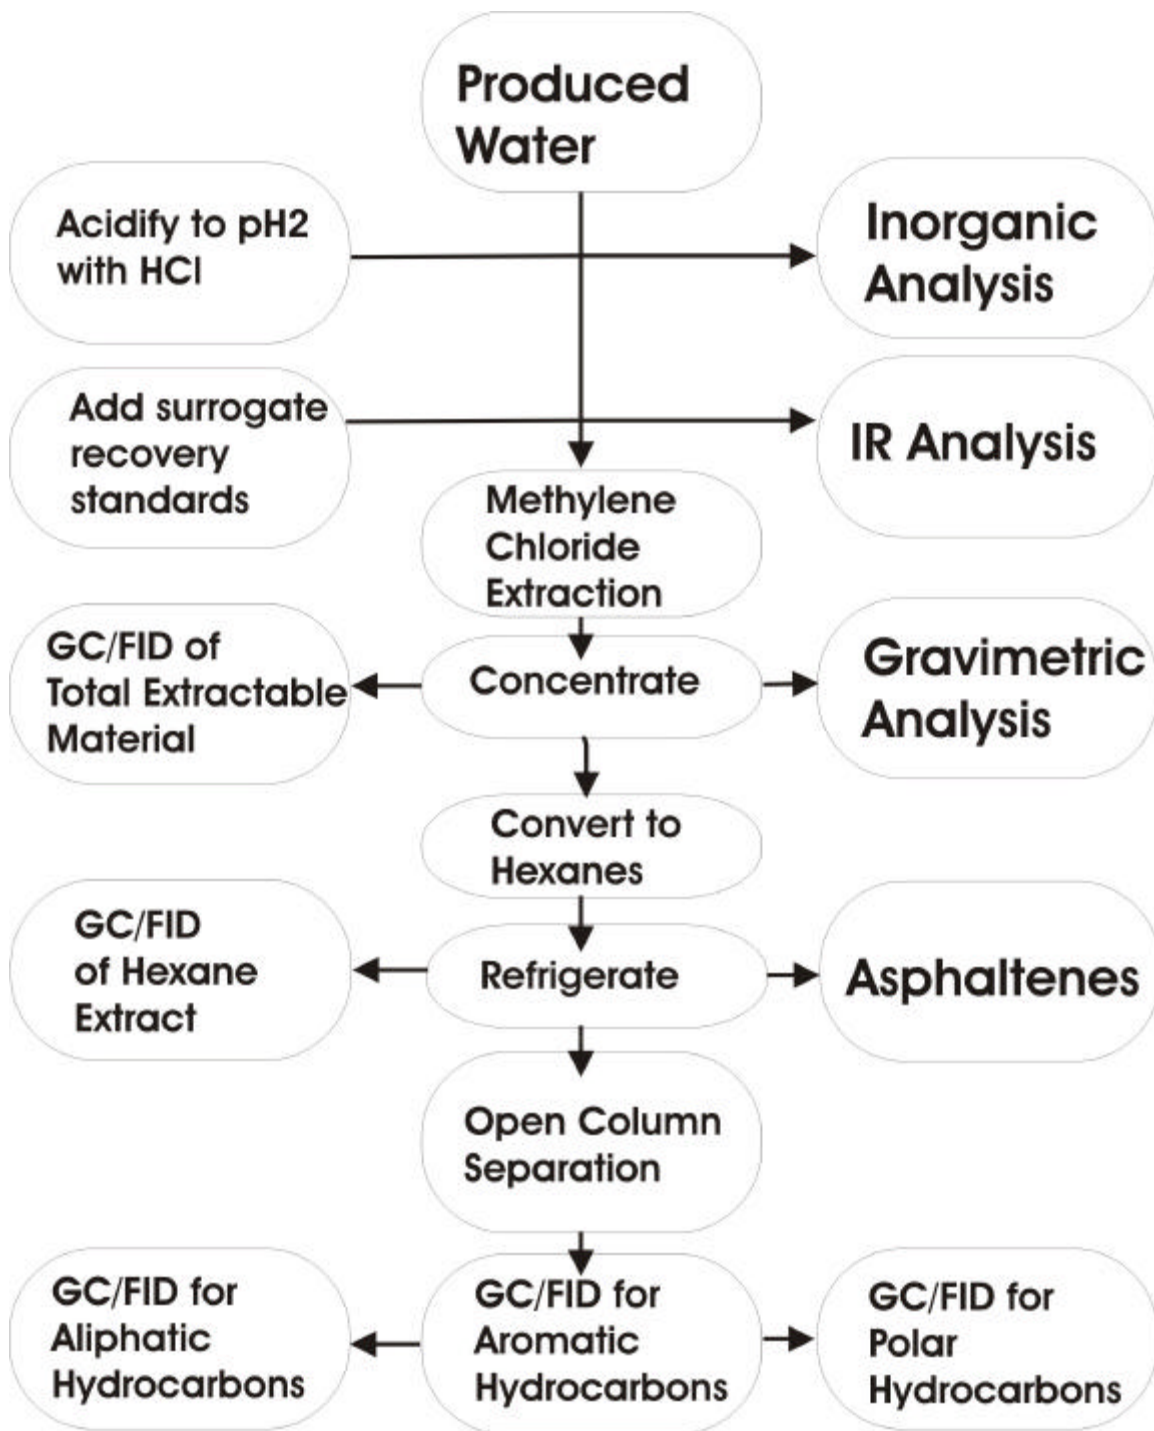 Produced
Water
Acidify to pH2
with HCl
Inorganic
Analysis
Add surrogate
recovery
standards
IR Analysis
Methylene
Chloride
Extraction
GC/FID of
Total Extractable
Material
Concentrate
Gravimetric
Analysis
Convert to
Hexanes
GC/FID
of Hexane
Extract
Refrigerate
Asphaltenes
Open Column
Separation
GC/FID for
Aliphatic
Hydrocarbons
GC/FID for
Aromatic
Hydrocarbons
GC/FID for
Polar
Hydrocarbons